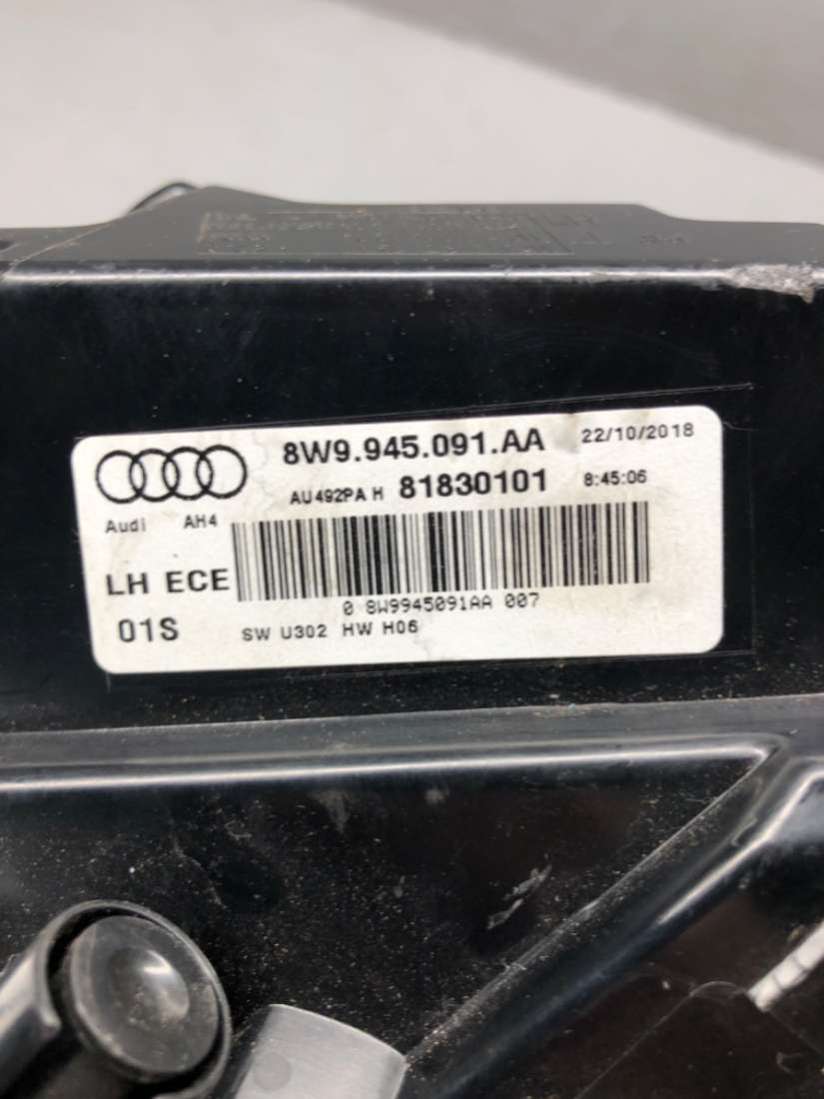 8W9.945.091.AA 22/10/2018
AU492PA H 81830101 8:45:06
Audi AH4
LH ECE
0 8W9945091AA 007
01S SW U302 HW H06